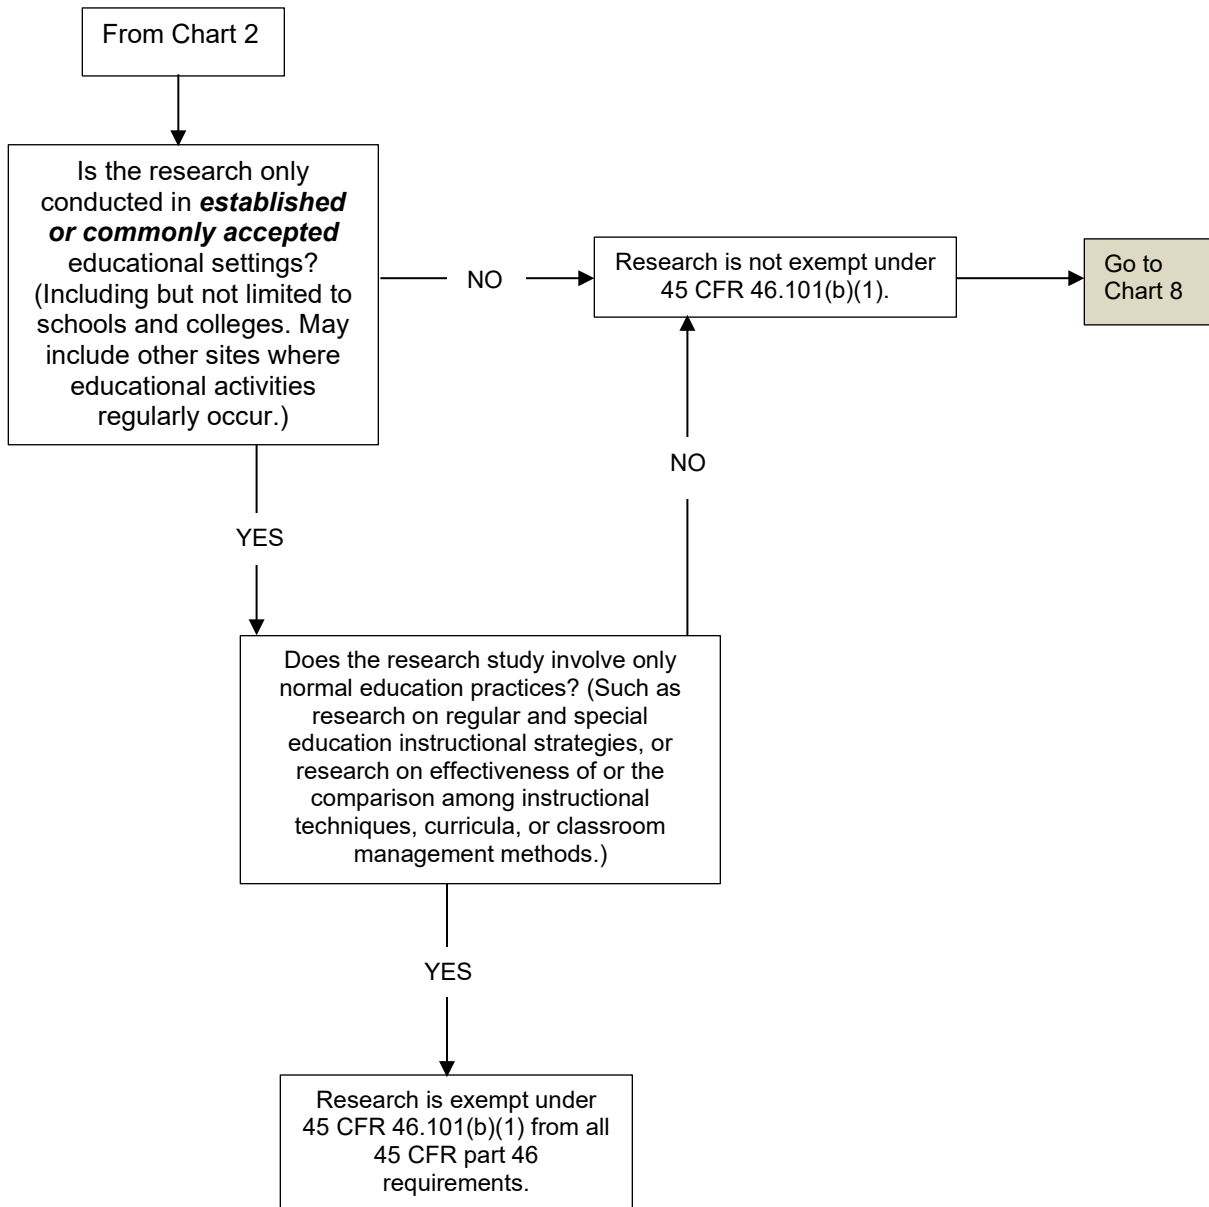 From Chart 2
Is the research only
conducted in established
or commonly accepted
educational settings?
(Including but not limited to
schools and colleges. May
include other sites where
educational activities
regularly occur.)
NO
Research is not exempt under
45 CFR 46.101(b)(1).
Go to
Chart 8
NO
YES
Does the research study involve only
normal education practices? (Such as
research on regular and special
education instructional strategies, or
research on effectiveness of or the
comparison among instructional
techniques, curricula, or classroom
management methods.)
YES
Research is exempt under
45 CFR 46.101(b)(1) from all
45 CFR part 46
requirements.